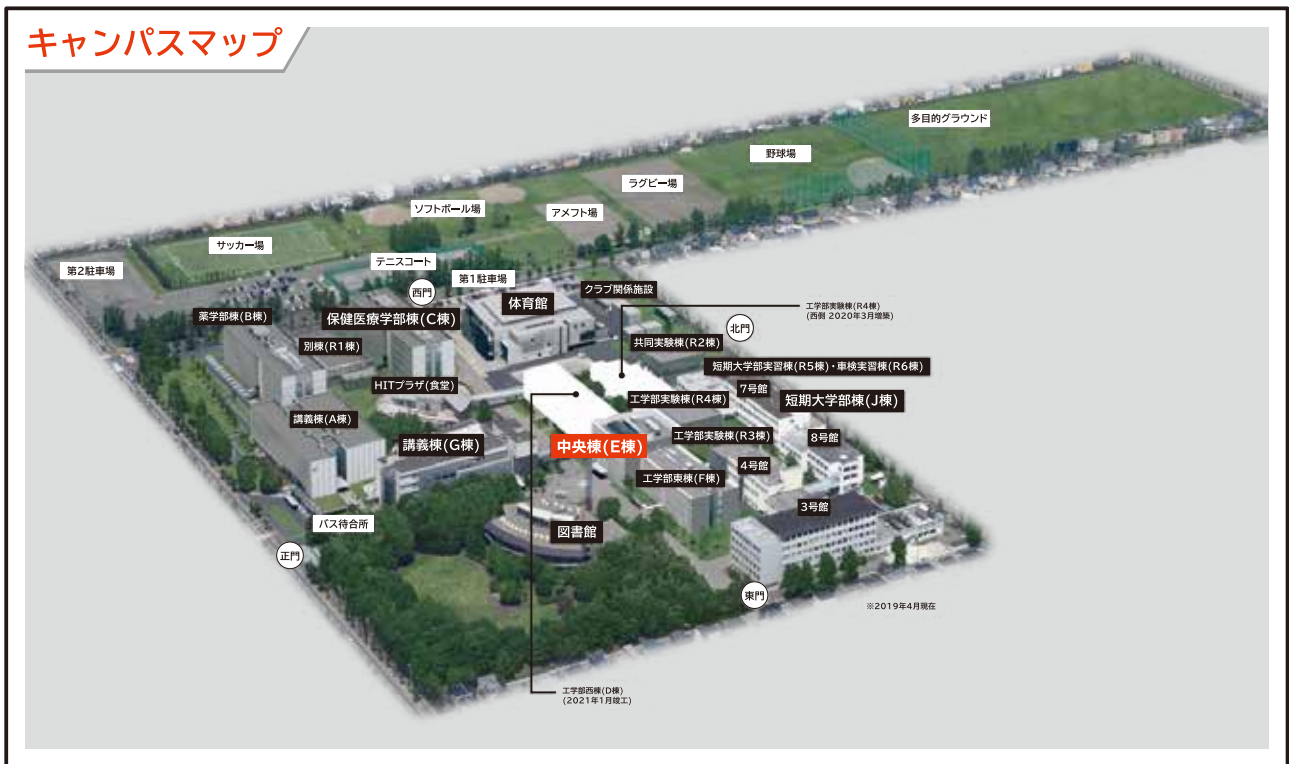 キャンパスマップ
多目的グラウンド
野球場
ラグビー場
ソフトボール場
アメフト場
サッカー場
テニスコート
第2駐車場
第1駐車場
西門
クラブ関係施設
体育館
工学部実験棟(R4棟)
(西側 2020年3月増築)
薬学部棟(B棟)
保健医療学部棟(C棟)
北門
別棟(R1棟)
共同実験棟(R2棟)
短期大学部実習棟(R5棟)・車検実習棟(R6棟)
HITプラザ(食堂)
7号館
工学部実験棟(R4棟)
短期大学部棟(J棟)
講義棟(A棟)
講義棟(G棟)
中央棟(E棟)
工学部実験棟(R3棟)
8号館
4号館
工学部東棟(F棟)
3号館
バス待合所
図書館
正門
東門
※2019年4月現在
工学部西棟(D棟)
(2021年1月竣工)